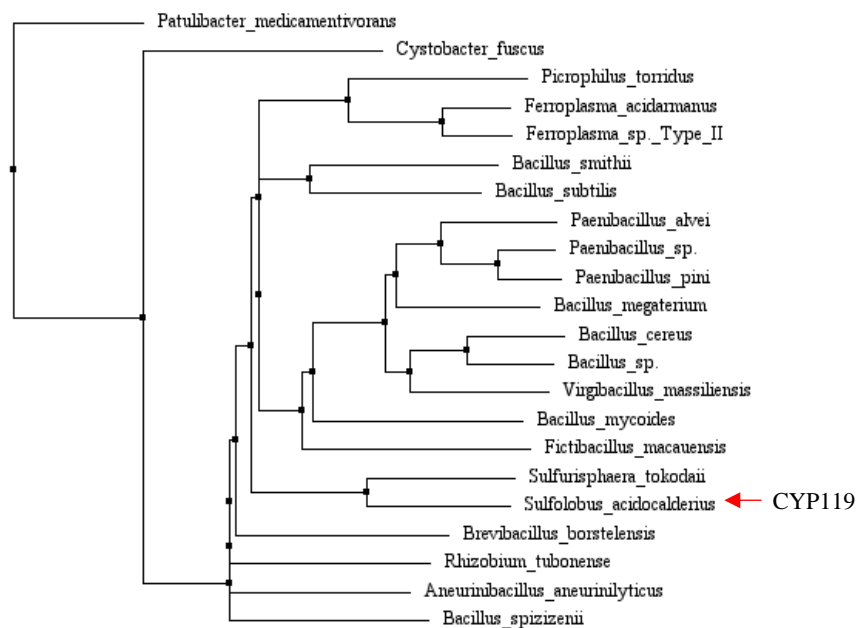 Patulibacter_medicamentivorans
Cystobacter_fuscus
Picrophilus_torridus
Ferroplasma_acidarmanus
Ferroplasma_sp._Type_II
Bacillus_smithii
Bacillus_subtilis
Paenibacillus_alvei
Paenibacillus_sp.
Paenibacillus_pini
Bacillus_megaterium
Bacillus_cereus
Bacillus_sp.
Virgibacillus_massiliensis
Bacillus_mycoides
Fictibacillus_macauensis
Sulfurisphaera_tokodaii
Sulfolobus_acidocalderius CYP119
Brevibacillus_borstelensis
Rhizobium_tubonense
Aneurinibacillus_aneurinilyticus
Bacillus_spizizenii